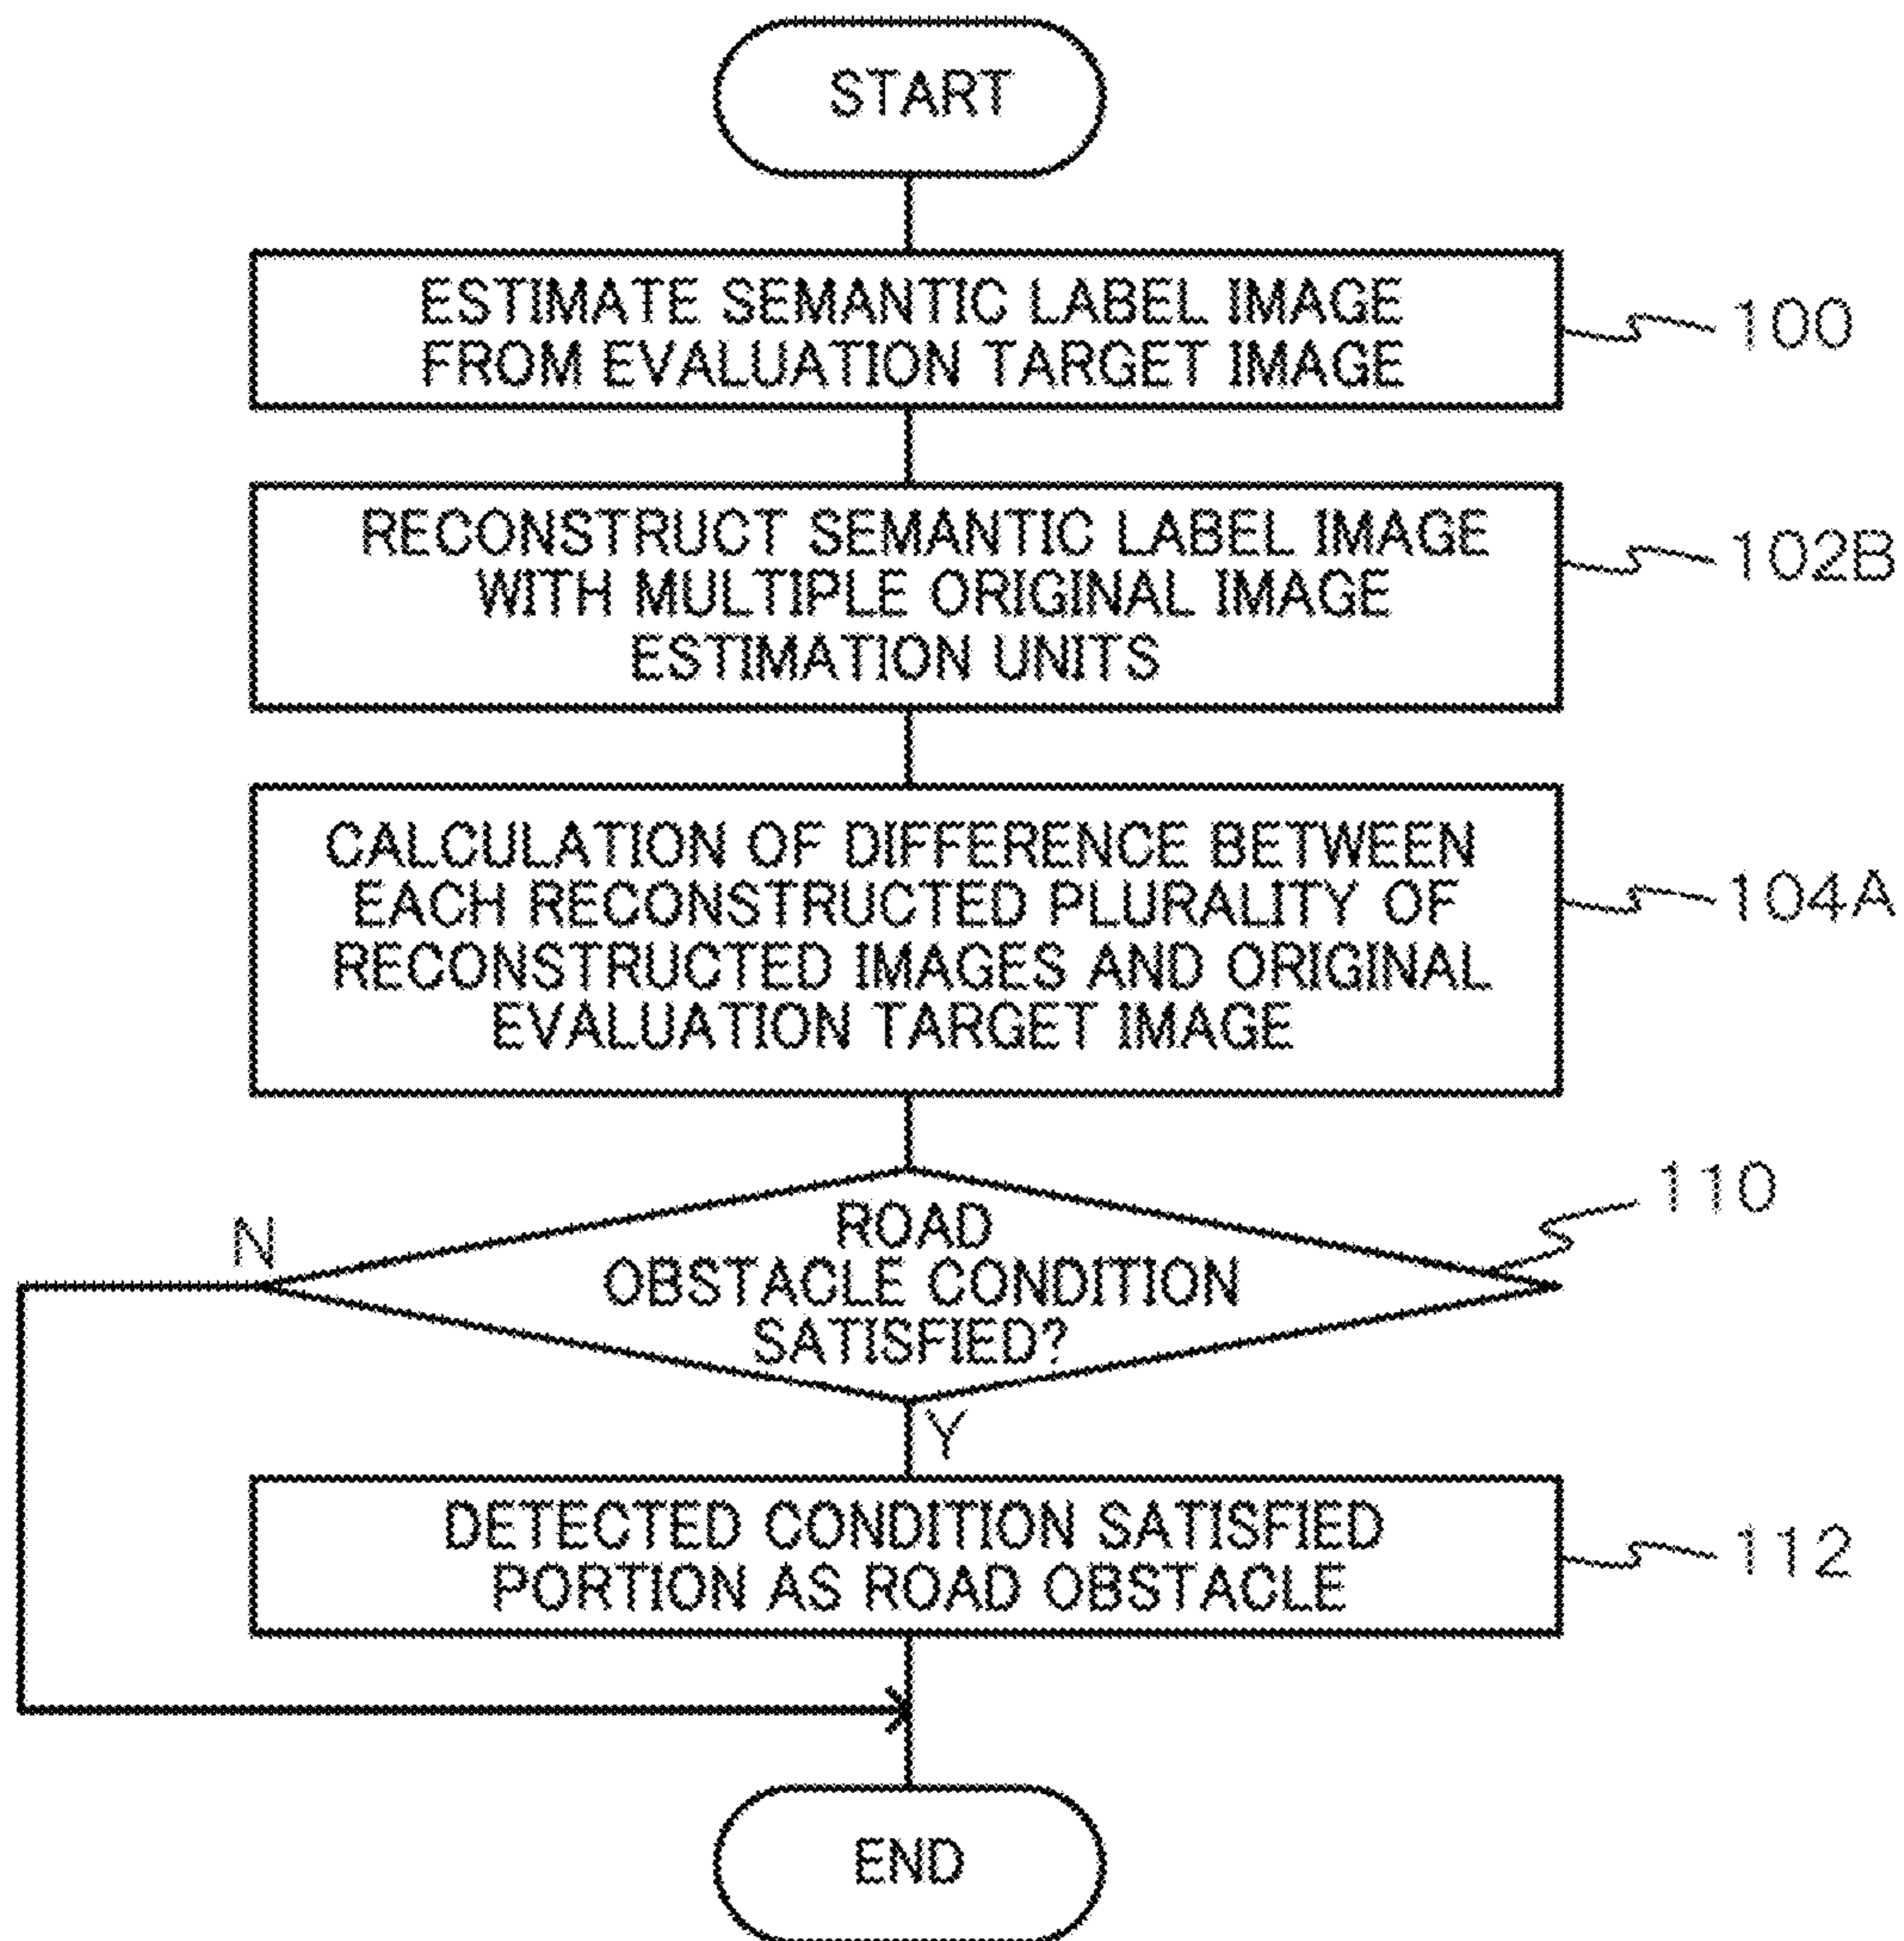 START
ESTIMATE SEMANTIC LABEL IMAGE
FROM EVALUATION TARGET IMAGE
100
RECONSTRUCT SEMANTIC LABEL IMAGE
WITH MULTIPLE ORIGINAL IMAGE
ESTIMATION UNITS
102B
CALCULATION OF DIFFERENCE BETWEEN
EACH RECONSTRUCTED PLURALITY OF
RECONSTRUCTED IMAGES AND ORIGINAL
EVALUATION TARGET IMAGE
104A
ROAD
OBSTACLE CONDITION
SATISFIED?
110
N
Y
DETECTED CONDITION SATISFIED
PORTION AS ROAD OBSTACLE
112
END